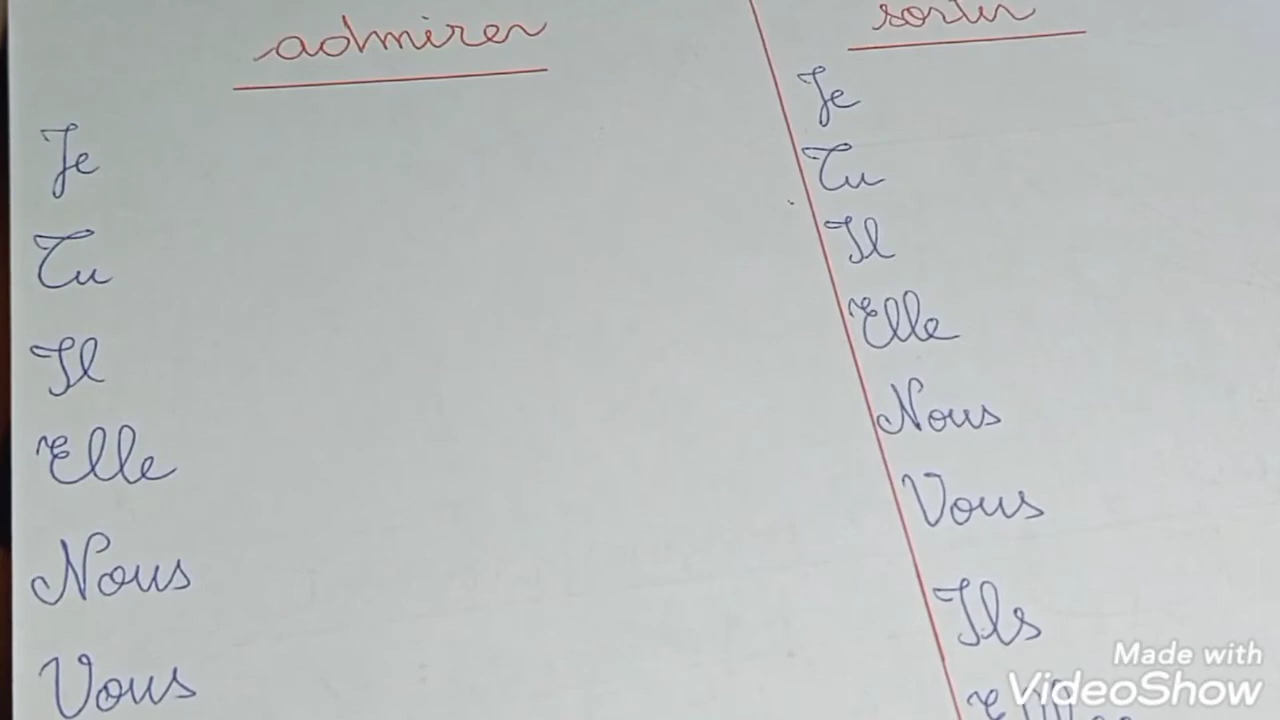 admirer
Je
Tu
Il
Elle
Nous
Vous
sortir
Je
Tu
Il
Elle
Nous
Vous
Ils
Made with
VideoShow